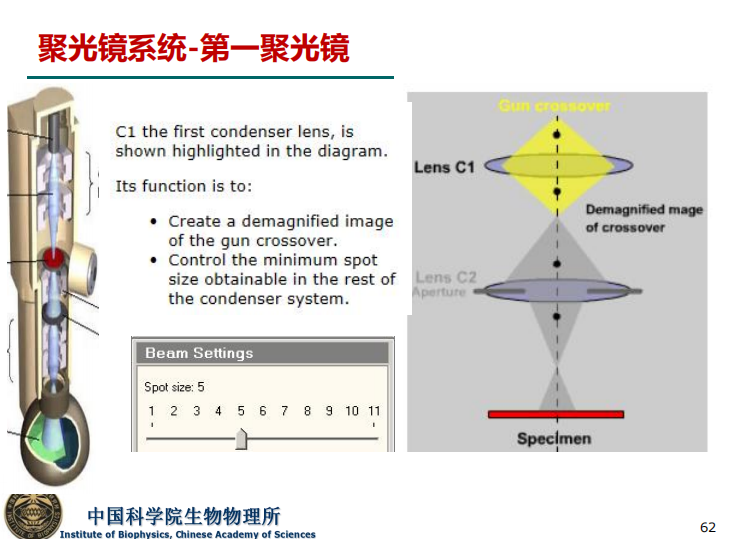 聚光镜系统-第一聚光镜
C1 the first condenser lens, is
shown highlighted in the diagram.
Its function is to:
• Create a demagnified image
of the gun crossover.
• Control the minimum spot
size obtainable in the rest of
the condenser system.
Beam Settings
Spot size: 5
1 2 3 4 5 6 7 8 9 10 11
Gun crossover
Lens C1
Demagnified mage
of crossover
Lens C2
Aperture
Specimen
中国科学院生物物理所
Institute of Biophysics, Chinese Academy of Sciences
62